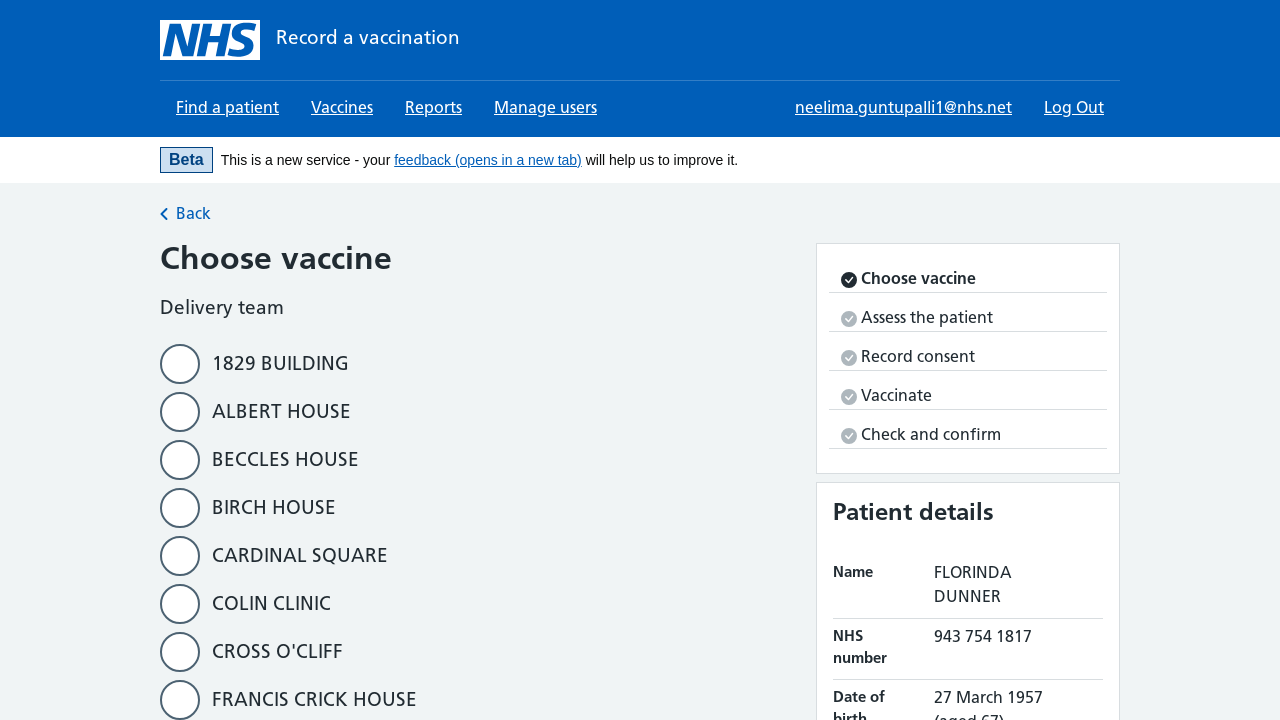 NHS
Record a vaccination
Find a patient
Vaccines
Reports
Manage users
neelima.guntupalli1@nhs.net
Log Out
Beta
This is a new service - your feedback (opens in a new tab) will help us to improve it.
Back
Choose vaccine
Delivery team
1829 BUILDING
ALBERT HOUSE
BECCLES HOUSE
BIRCH HOUSE
CARDINAL SQUARE
COLIN CLINIC
CROSS O'CLIFF
FRANCIS CRICK HOUSE
Choose vaccine
Assess the patient
Record consent
Vaccinate
Check and confirm
Patient details
Name
FLORINDA
DUNNER
NHS
number
943 754 1817
Date of
birth
27 March 1957
(aged 67)